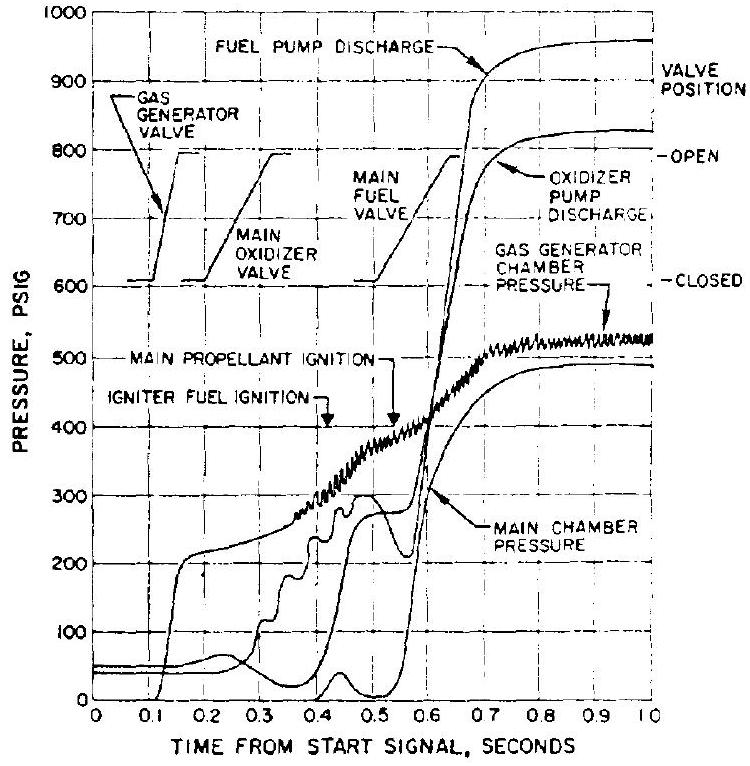 1000
900
800
700
600
500
400
300
200
100
0
PRESSURE, PSIG
FUEL PUMP DISCHARGE
GAS
GENERATOR
VALVE
MAIN
OXIDIZER
VALVE
MAIN
FUEL
VALVE
VALVE
POSITION
OPEN
OXIDIZER
PUMP
DISCHARGE
GAS GENERATOR
CHAMBER
PRESSURE
CLOSED
MAIN PROPELLANT IGNITION
IGNITER FUEL IGNITION
MAIN CHAMBER
PRESSURE
0 0.1 0.2 0.3 0.4 0.5 0.6 0.7 0.8 0.9 1.0
TIME FROM START SIGNAL, SECONDS